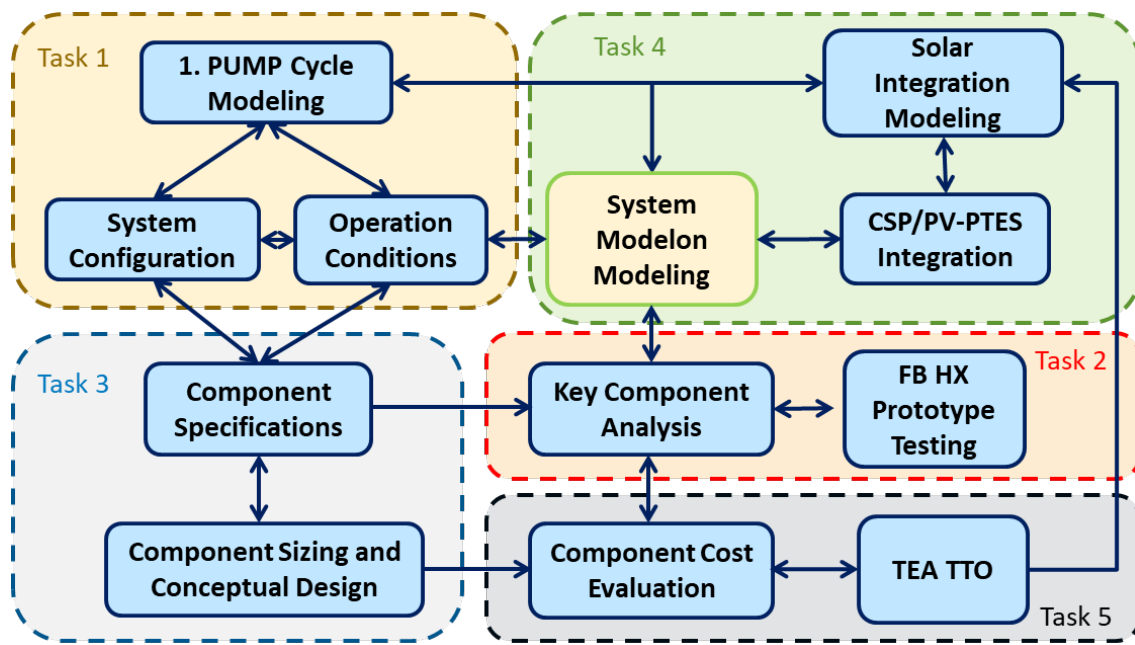 Task 1
1. PUMP Cycle
Modeling
System
Configuration
Operation
Conditions
Task 4
Solar
Integration
Modeling
System
Modelon
Modeling
CSP/PV-PTES
Integration
Task 3
Component
Specifications
Component Sizing and
Conceptual Design
Task 2
Key Component
Analysis
FB HX
Prototype
Testing
Component Cost
Evaluation
TEA TTO
Task 5